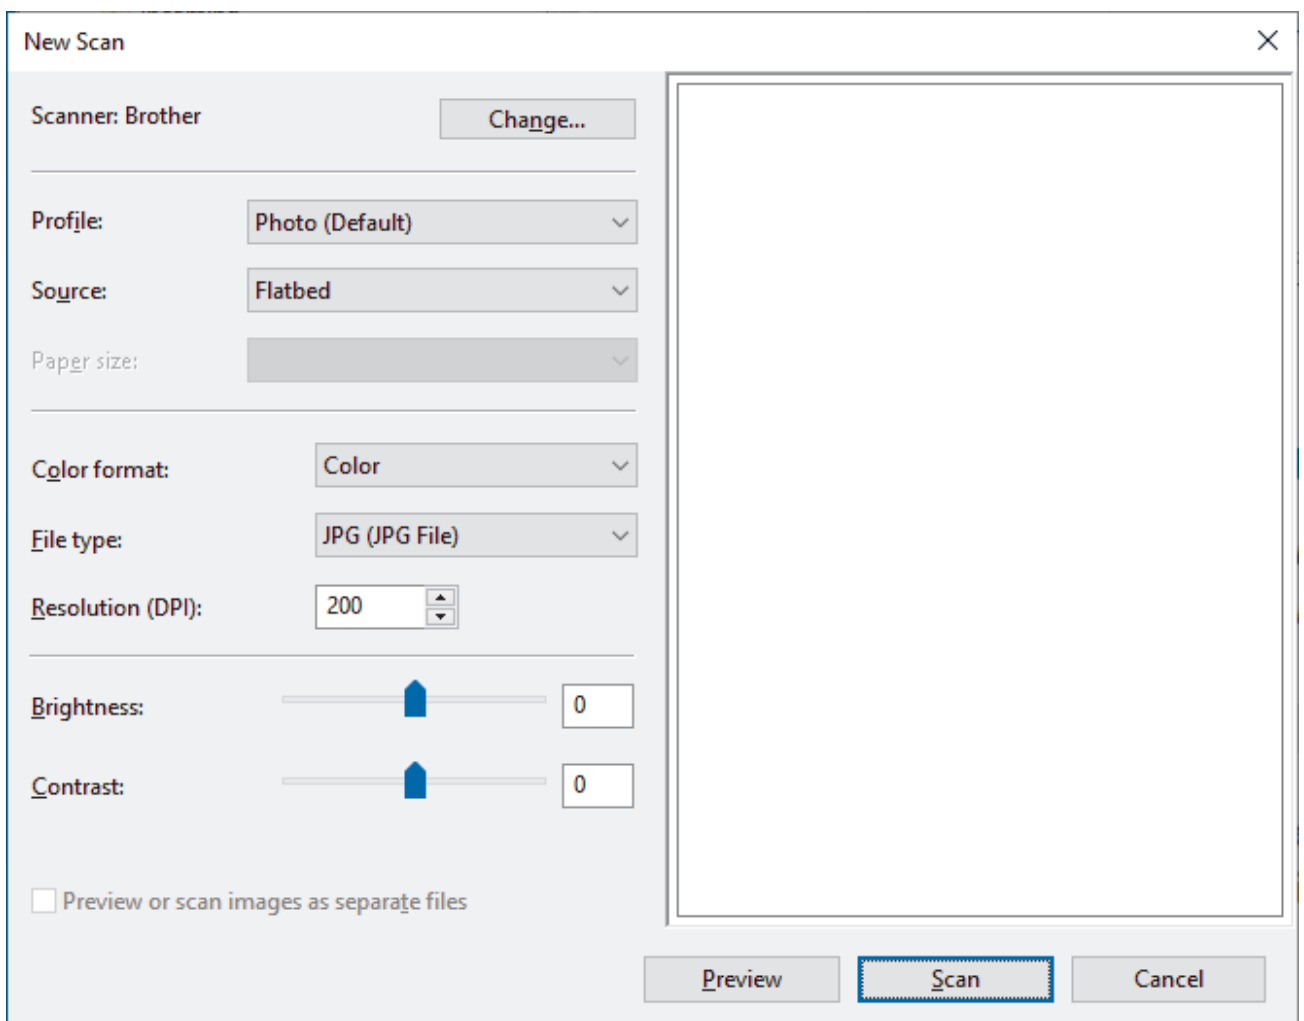 New Scan
Scanner: Brother
Change...
Profile:
Photo (Default)
Source:
Flatbed
Paper size:
Color format:
Color
File type:
JPG (JPG File)
Resolution (DPI):
200
Brightness:
0
Contrast:
0
Preview or scan images as separate files
Preview
Scan
Cancel